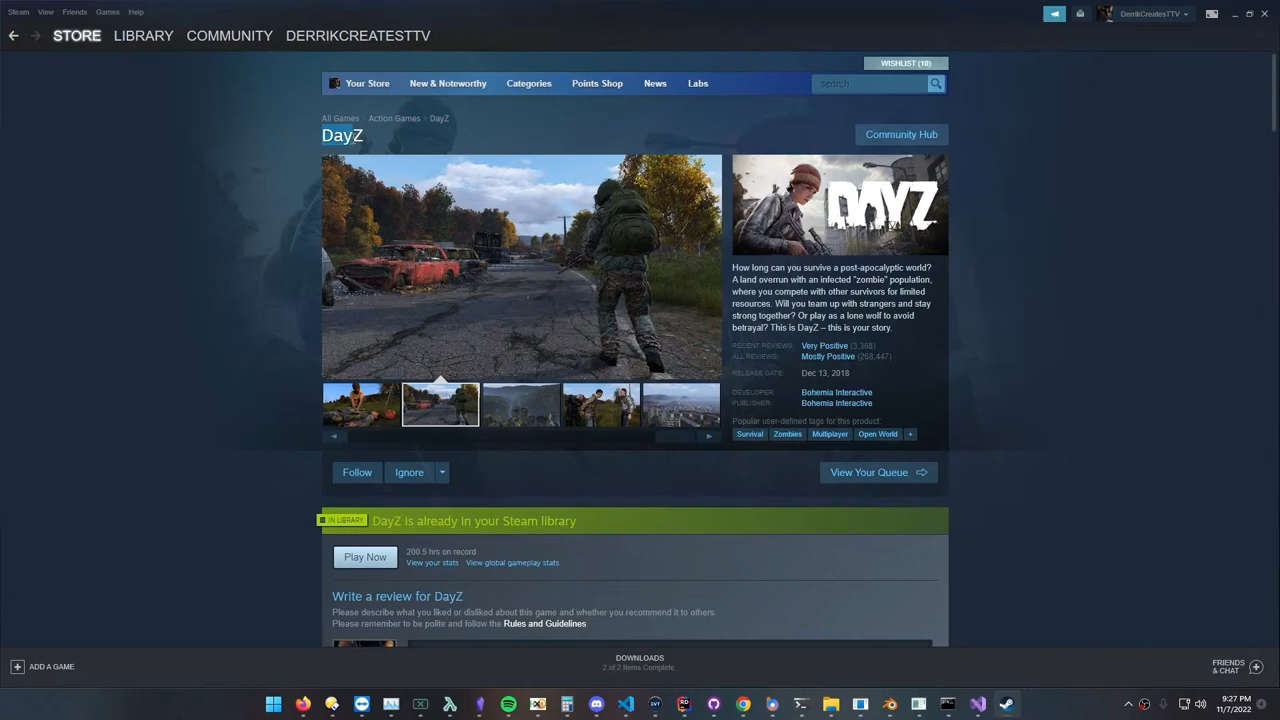 Steam View Friends Games Help
DerrikCreatesTTV
STORE LIBRARY COMMUNITY DERRIKCREATESTTV
WISHLIST (10)
Your Store New & Noteworthy Categories Points Shop News Labs
search
All Games › Action Games › DayZ
DayZ
Community Hub
DAYZ
How long can you survive a post-apocalyptic world?
A land overrun with an infected "zombie" population,
where you compete with other survivors for limited
resources. Will you team up with strangers and stay
strong together? Or play as a lone wolf to avoid
betrayal? This is DayZ – this is your story.
RECENT REVIEWS: Very Positive (3,368)
ALL REVIEWS: Mostly Positive (268,447)
RELEASE DATE: Dec 13, 2018
DEVELOPER: Bohemia Interactive
PUBLISHER: Bohemia Interactive
Popular user-defined tags for this product:
Survival Zombies Multiplayer Open World +
Follow Ignore
View Your Queue
IN LIBRARY DayZ is already in your Steam library
Play Now
200.5 hrs on record
View your stats View global gameplay stats
Write a review for DayZ
Please describe what you liked or disliked about this game and whether you recommend it to others.
Please remember to be polite and follow the Rules and Guidelines.
ADD A GAME
DOWNLOADS
2 of 2 Items Complete
FRIENDS
& CHAT
9:27 PM
11/7/2022